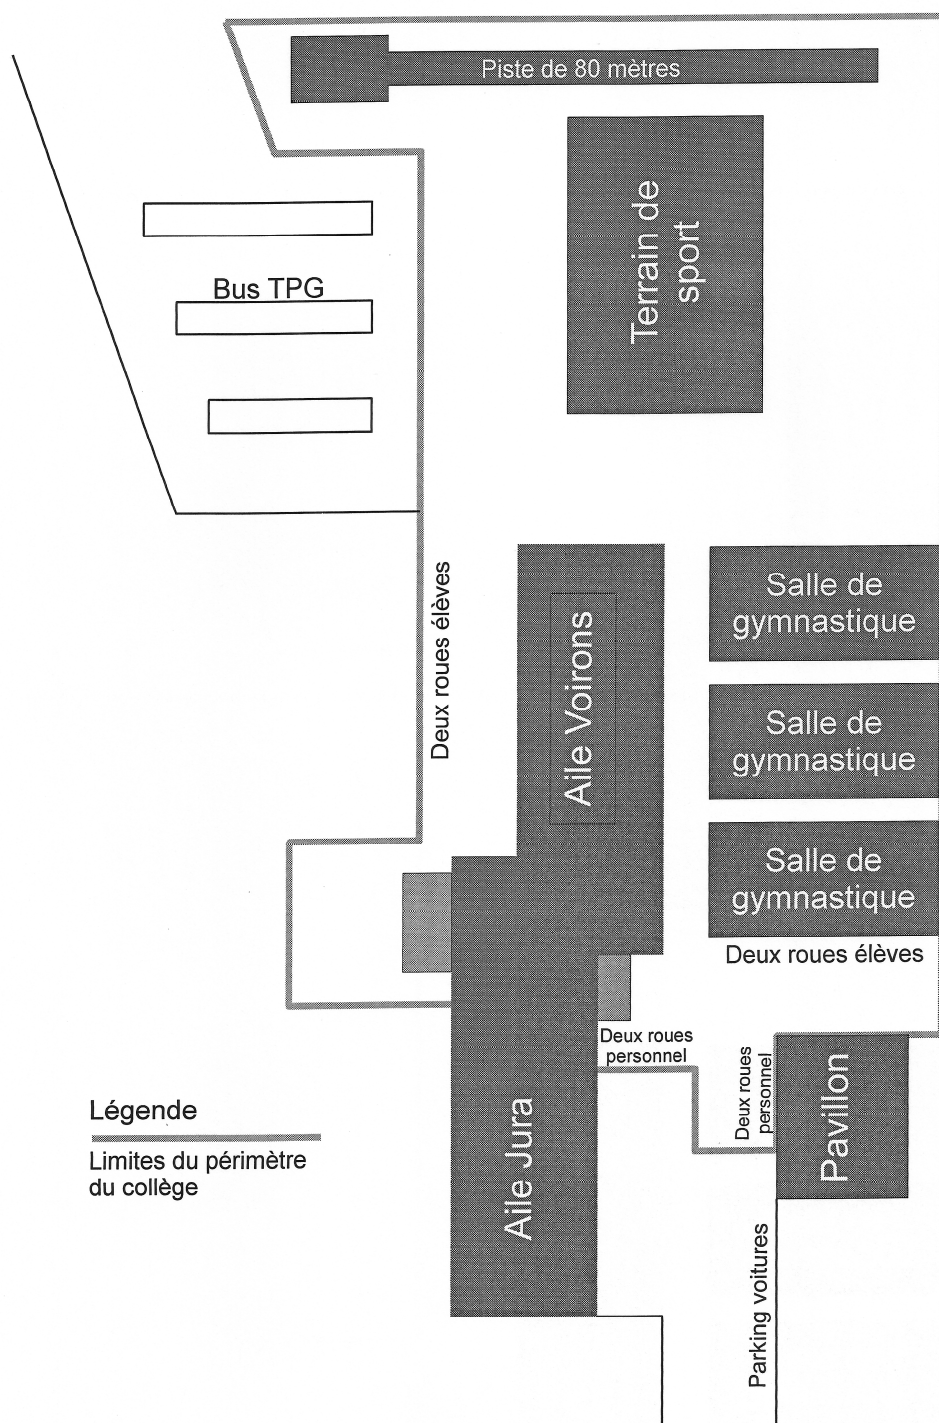 Piste de 80 mètres
Terrain de
sport
Bus TPG
Deux roues élèves
Aile Voirons
Salle de
gymnastique
Salle de
gymnastique
Salle de
gymnastique
Deux roues élèves
Deux roues
personnel
Deux roues
personnel
Pavillon
Aile Jura
Légende
Limites du périmètre
du collège
Parking voitures